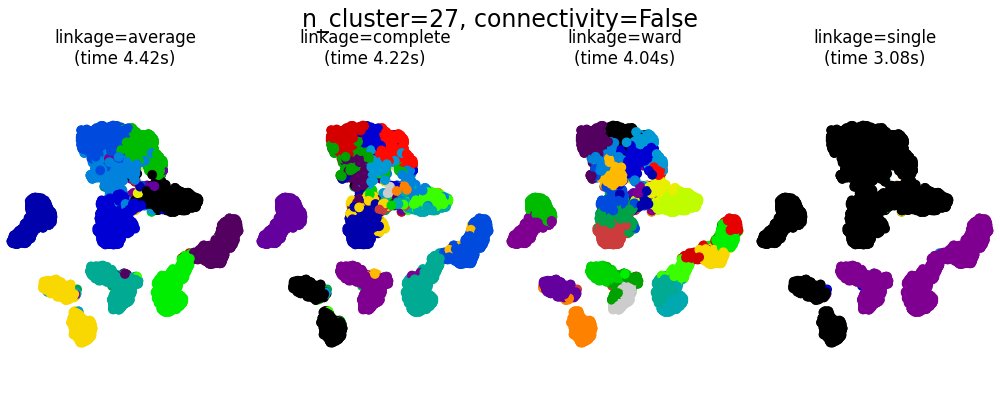 n_cluster=27, connectivity=False
linkage=average
(time 4.42s)
linkage=complete
(time 4.22s)
linkage=ward
(time 4.04s)
linkage=single
(time 3.08s)